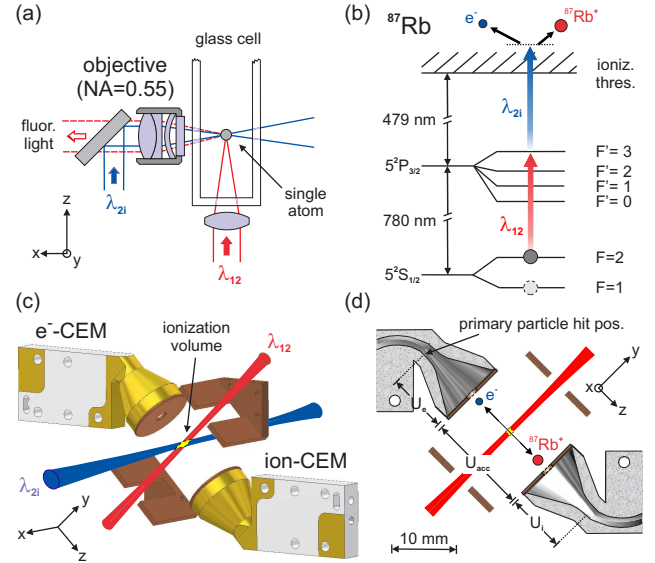 (a)
glass cell
objective
(NA=0.55)
fluor.
light
λ2i
z
x
y
single
atom
λ12
(b)
⁸⁷Rb
e⁻
⁸⁷Rb⁺
ioniz.
thres.
λ2i
479 nm
5²P3/2
F'= 3
F'= 2
F'= 1
F'= 0
780 nm
λ12
5²S1/2
F=2
F=1
(c)
e⁻-CEM
ionization
volume
λ12
λ2i
ion-CEM
x
y
z
(d)
primary particle hit pos.
e⁻
Ue
Uacc
⁸⁷Rb⁺
Ui
x
y
z
10 mm